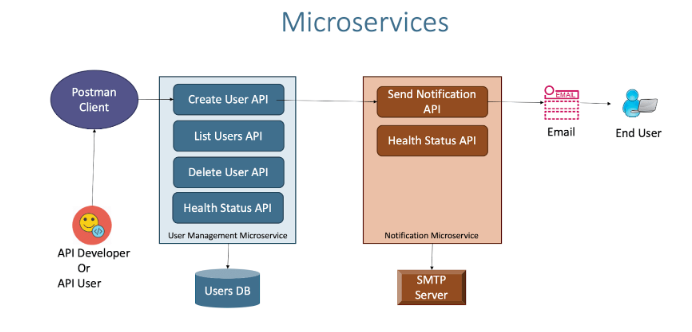 Microservices
Postman
Client
Create User API
List Users API
Delete User API
Health Status API
User Management Microservice
Send Notification
API
Health Status API
Notification Microservice
EMAIL
Email
End User
API Developer
Or
API User
Users DB
SMTP
Server